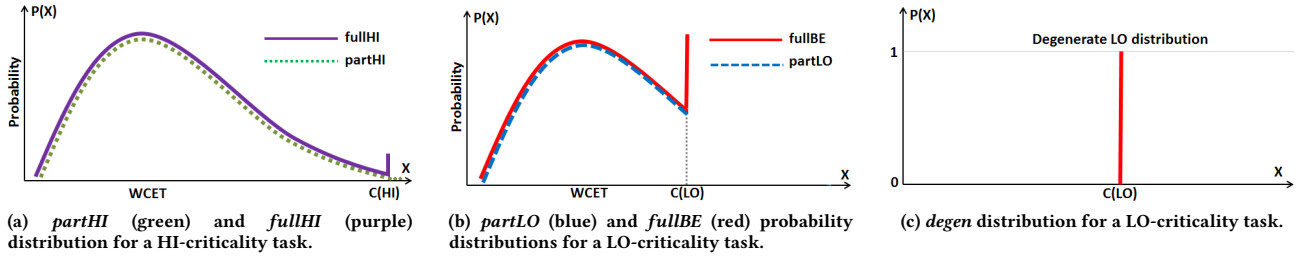 P(X)
fullHI
partHI
Probability
X
WCET
C(HI)
(a) partHI (green) and fullHI (purple)
distribution for a HI-criticality task.
P(X)
fullBE
partLO
Probability
X
WCET
C(LO)
(b) partLO (blue) and fullBE (red) probability
distributions for a LO-criticality task.
P(X)
Degenerate LO distribution
1
0
X
C(LO)
(c) degen distribution for a LO-criticality task.